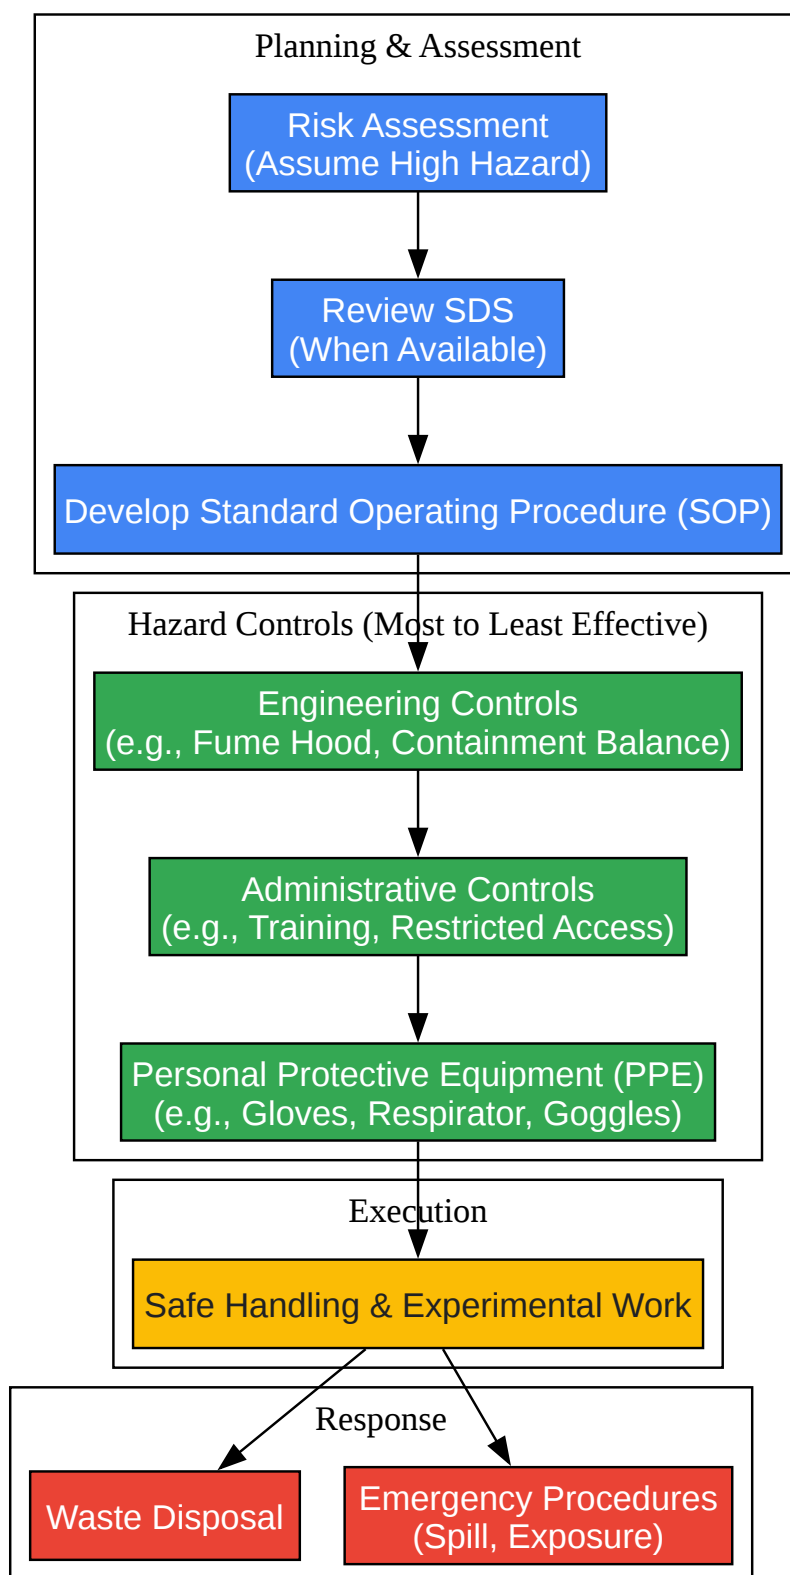 Planning & Assessment
Risk Assessment
(Assume High Hazard)
Review SDS
(When Available)
Develop Standard Operating Procedure (SOP)
Hazard Controls (Most to Least Effective)
Engineering Controls
(e.g., Fume Hood, Containment Balance)
Administrative Controls
(e.g., Training, Restricted Access)
Personal Protective Equipment (PPE)
(e.g., Gloves, Respirator, Goggles)
Execution
Safe Handling & Experimental Work
Response
Waste Disposal
Emergency Procedures
(Spill, Exposure)